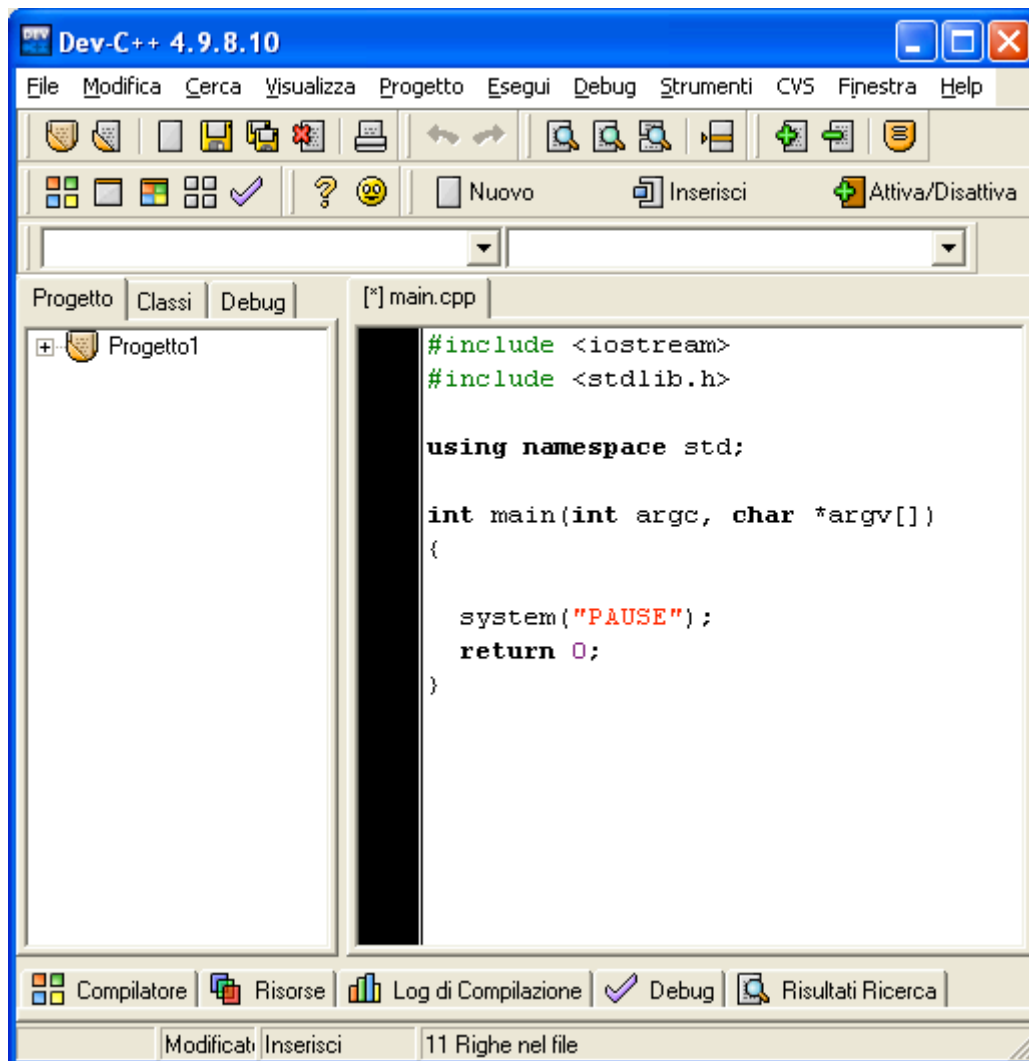 Dev-C++ 4.9.8.10
File Modifica Cerca Visualizza Progetto Esegui Debug Strumenti CVS Finestra Help
Nuovo Inserisci Attiva/Disattiva
Progetto Classi Debug [*] main.cpp
Progetto1
#include <iostream>
#include <stdlib.h>
using namespace std;
int main(int argc, char *argv[])
{
system("PAUSE");
return 0;
}
Compilatore Risorse Log di Compilazione Debug Risultati Ricerca
Modificat Inserisci 11 Righe nel file